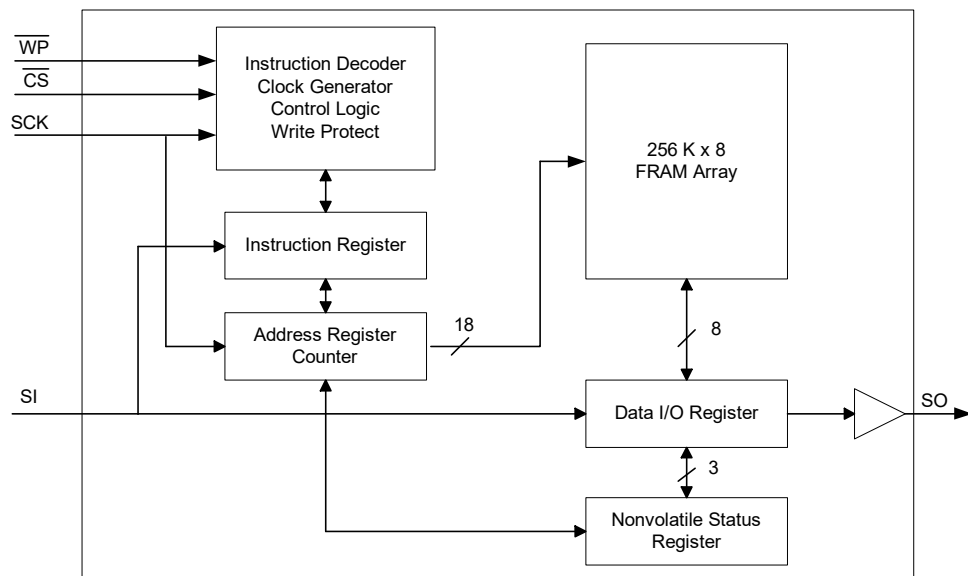 WP
CS
SCK
Instruction Decoder
Clock Generator
Control Logic
Write Protect
256 K x 8
FRAM Array
Instruction Register
Address Register
Counter
18
8
SI
Data I/O Register
SO
3
Nonvolatile Status
Register